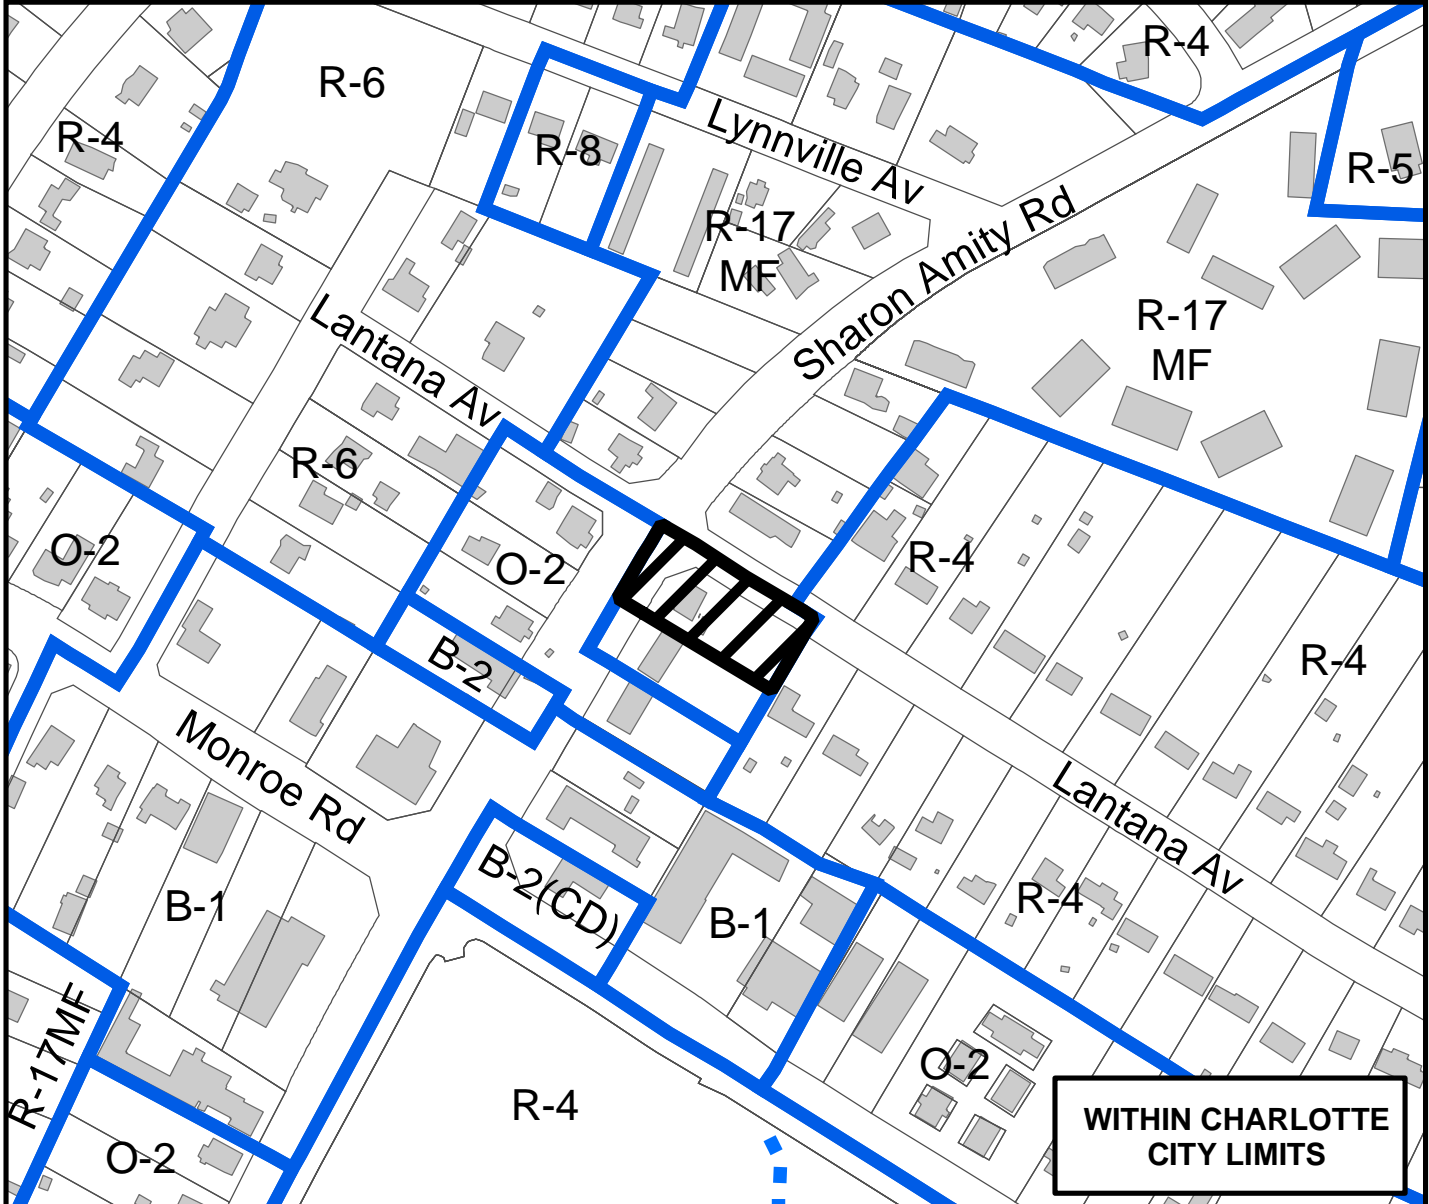 R-4
R-6
R-4
R-8
Lynnville Av
R-5
R-17
MF
Sharon Amity Rd
R-17
MF
Lantana Av
R-6
O-2
O-2
R-4
B-2
R-4
Monroe Rd
Lantana Av
B-2(CD)
R-4
B-1
B-1
R-17MF
O-2
R-4
O-2
WITHIN CHARLOTTE
CITY LIMITS